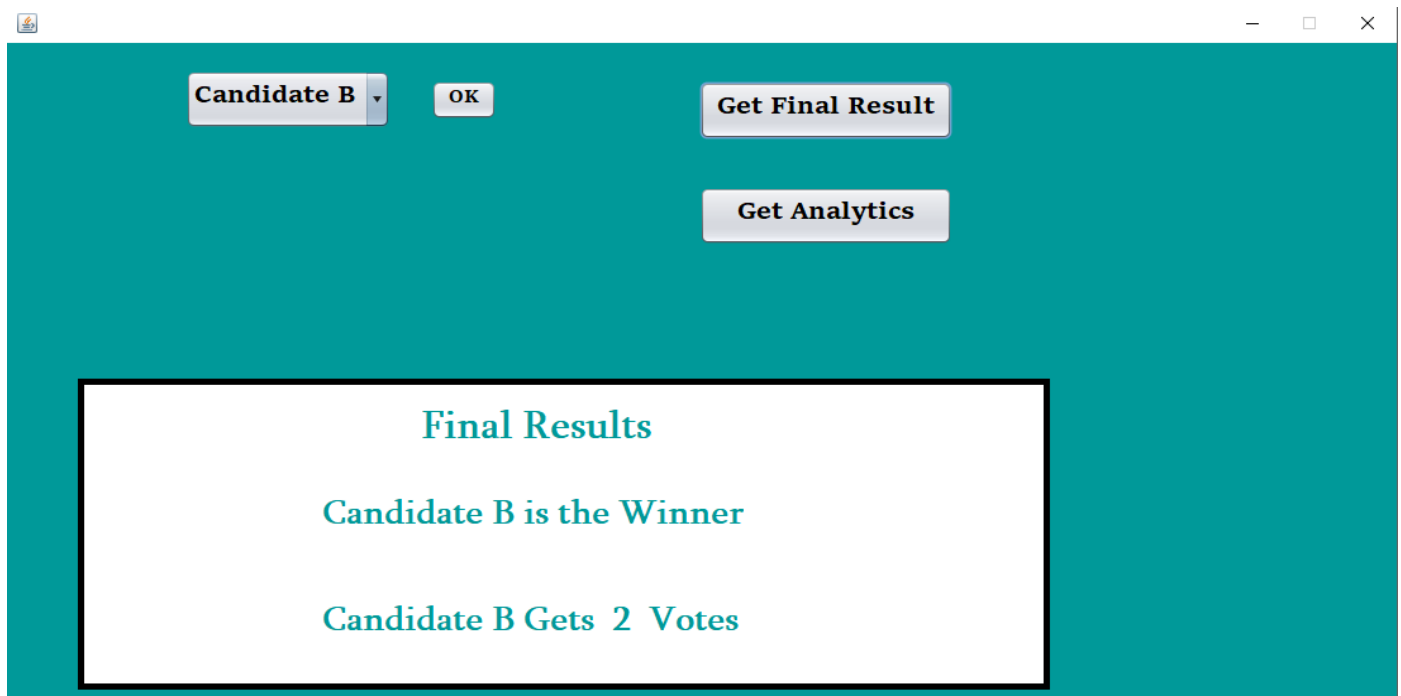 Candidate B
OK
Get Final Result
Get Analytics
Final Results
Candidate B is the Winner
Candidate B Gets 2 Votes